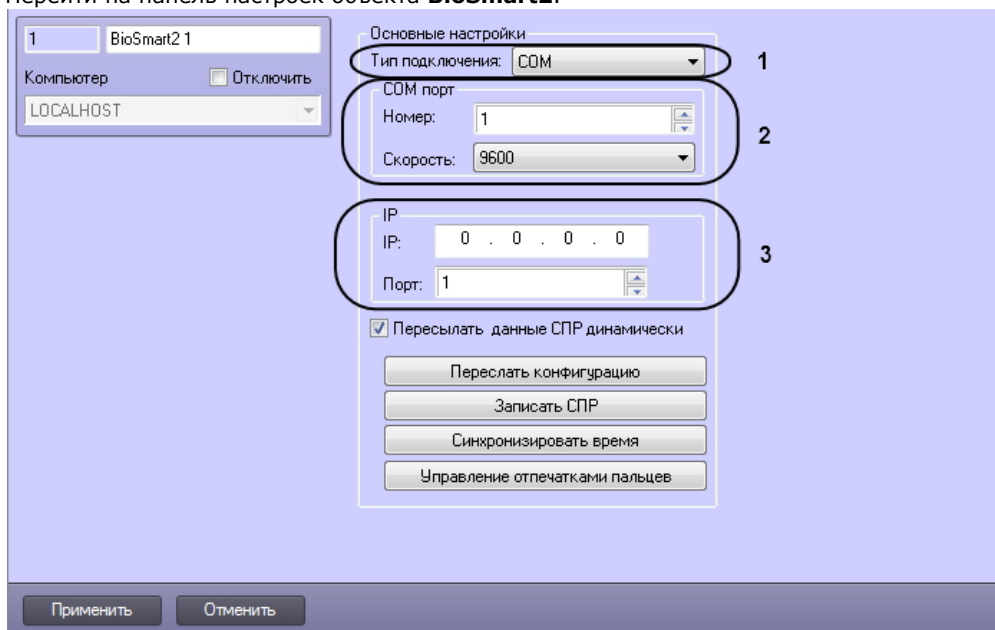 Перейти на панель настроек объекта BioSmart2.
1
BioSmart2 1
Компьютер
Отключить
LOCALHOST
Основные настройки
Тип подключения: COM
1
COM порт
Номер: 1
Скорость: 9600
2
IP
IP: 0 . 0 . 0 . 0
Порт: 1
3
Пересылать данные СПР динамически
Переслать конфигурацию
Записать СПР
Синхронизировать время
Управление отпечатками пальцев
Применить
Отменить